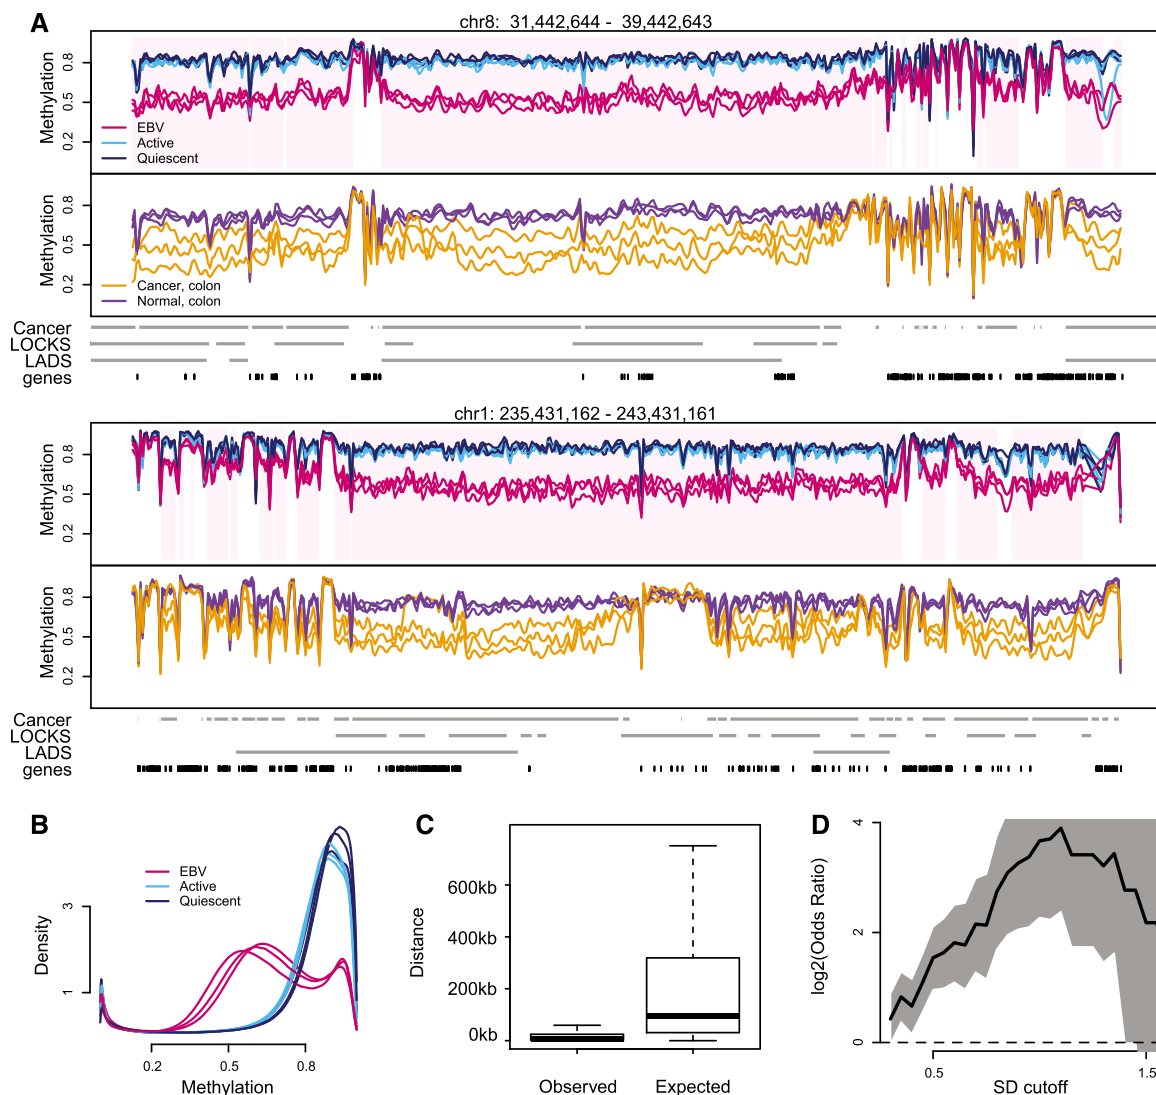 A
chr8: 31,442,644 - 39,442,643
Methylation
0.8
0.5
0.2
EBV
Active
Quiescent
Methylation
0.8
0.5
0.2
Cancer, colon
Normal, colon
Cancer
LOCKS
LADS
genes
chr1: 235,431,162 - 243,431,161
Methylation
0.8
0.5
0.2
Methylation
0.8
0.5
0.2
Cancer
LOCKS
LADS
genes
B
EBV
Active
Quiescent
Density
3
1
0.2
0.5
0.8
Methylation
C
Distance
600kb
400kb
200kb
0kb
Observed
Expected
D
log2(Odds Ratio)
4
2
0
0.5
1.5
SD cutoff